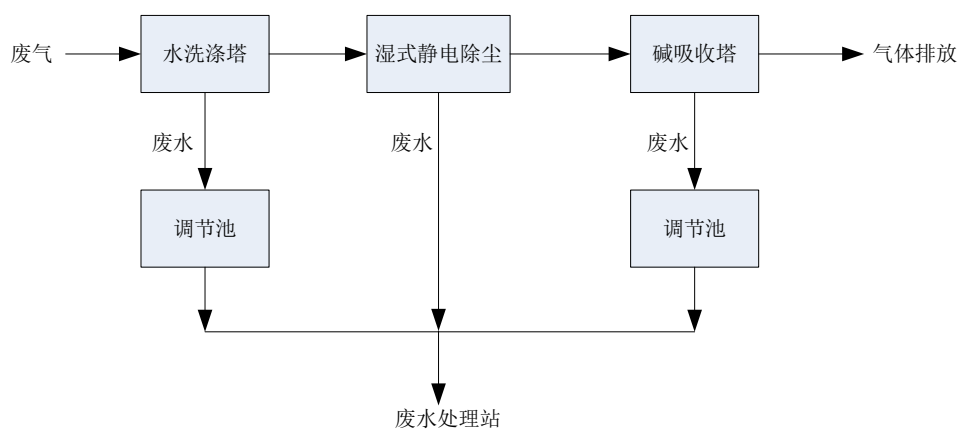 废气
水洗涤塔
湿式静电除尘
碱吸收塔
气体排放
废水
废水
废水
调节池
调节池
废水处理站